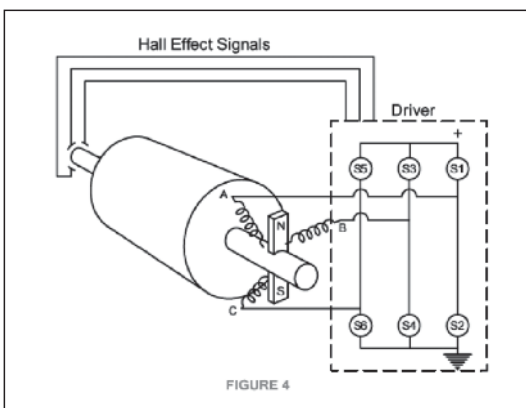 Hall Effect Signals
Driver
+
S5 S3 S1
A
N
B
S
C
S6 S4 S2
FIGURE 4